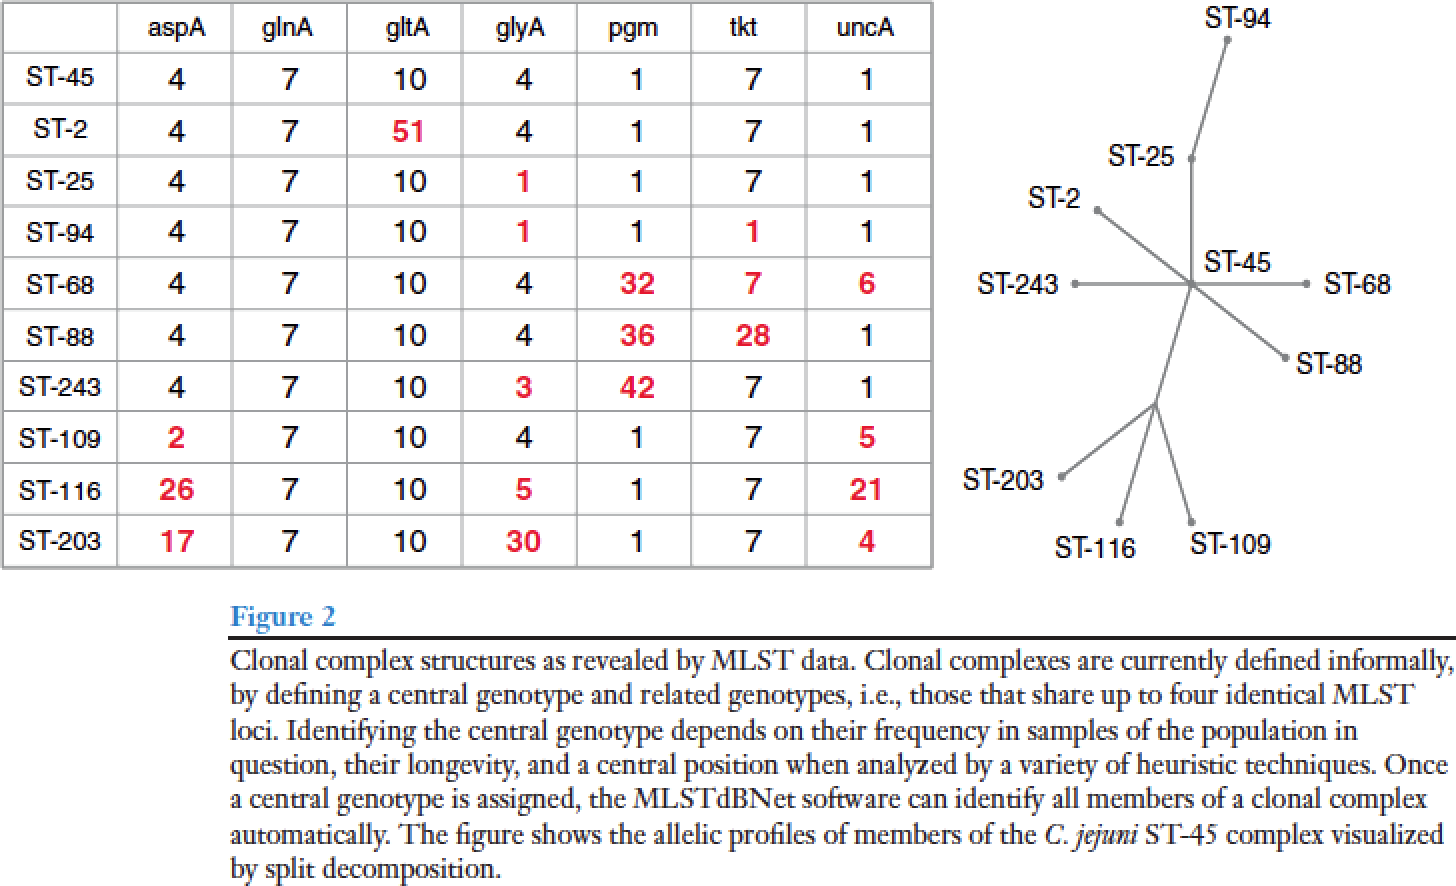 aspA glnA gltA glyA pgm tkt uncA
ST-45 4 7 10 4 1 7 1
ST-2 4 7 51 4 1 7 1
ST-25 4 7 10 1 1 7 1
ST-94 4 7 10 1 1 1 1
ST-68 4 7 10 4 32 7 6
ST-88 4 7 10 4 36 28 1
ST-243 4 7 10 3 42 7 1
ST-109 2 7 10 4 1 7 5
ST-116 26 7 10 5 1 7 21
ST-203 17 7 10 30 1 7 4
ST-94
ST-25
ST-2
ST-45
ST-243
ST-68
ST-88
ST-203
ST-116
ST-109
Figure 2
Clonal complex structures as revealed by MLST data. Clonal complexes are currently defined informally,
by defining a central genotype and related genotypes, i.e., those that share up to four identical MLST
loci. Identifying the central genotype depends on their frequency in samples of the population in
question, their longevity, and a central position when analyzed by a variety of heuristic techniques. Once
a central genotype is assigned, the MLSTdBNet software can identify all members of a clonal complex
automatically. The figure shows the allelic profiles of members of the C. jejuni ST-45 complex visualized
by split decomposition.